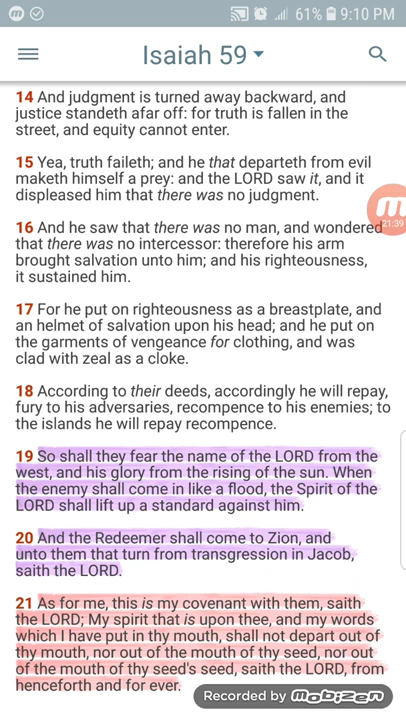 61% 9:10 PM
Isaiah 59
14 And judgment is turned away backward, and
justice standeth afar off: for truth is fallen in the
street, and equity cannot enter.
15 Yea, truth faileth; and he that departeth from evil
maketh himself a prey: and the LORD saw it, and it
displeased him that there was no judgment.
21:39
16 And he saw that there was no man, and wondered
that there was no intercessor: therefore his arm
brought salvation unto him; and his righteousness,
it sustained him.
17 For he put on righteousness as a breastplate, and
an helmet of salvation upon his head; and he put on
the garments of vengeance for clothing, and was
clad with zeal as a cloke.
18 According to their deeds, accordingly he will repay,
fury to his adversaries, recompence to his enemies; to
the islands he will repay recompence.
19 So shall they fear the name of the LORD from the
west, and his glory from the rising of the sun. When
the enemy shall come in like a flood, the Spirit of the
LORD shall lift up a standard against him.
20 And the Redeemer shall come to Zion, and
unto them that turn from transgression in Jacob,
saith the LORD.
21 As for me, this is my covenant with them, saith
the LORD; My spirit that is upon thee, and my words
which I have put in thy mouth, shall not depart out of
thy mouth, nor out of the mouth of thy seed, nor out
of the mouth of thy seed's seed, saith the LORD, from
henceforth and for ever.
Recorded by mobizen